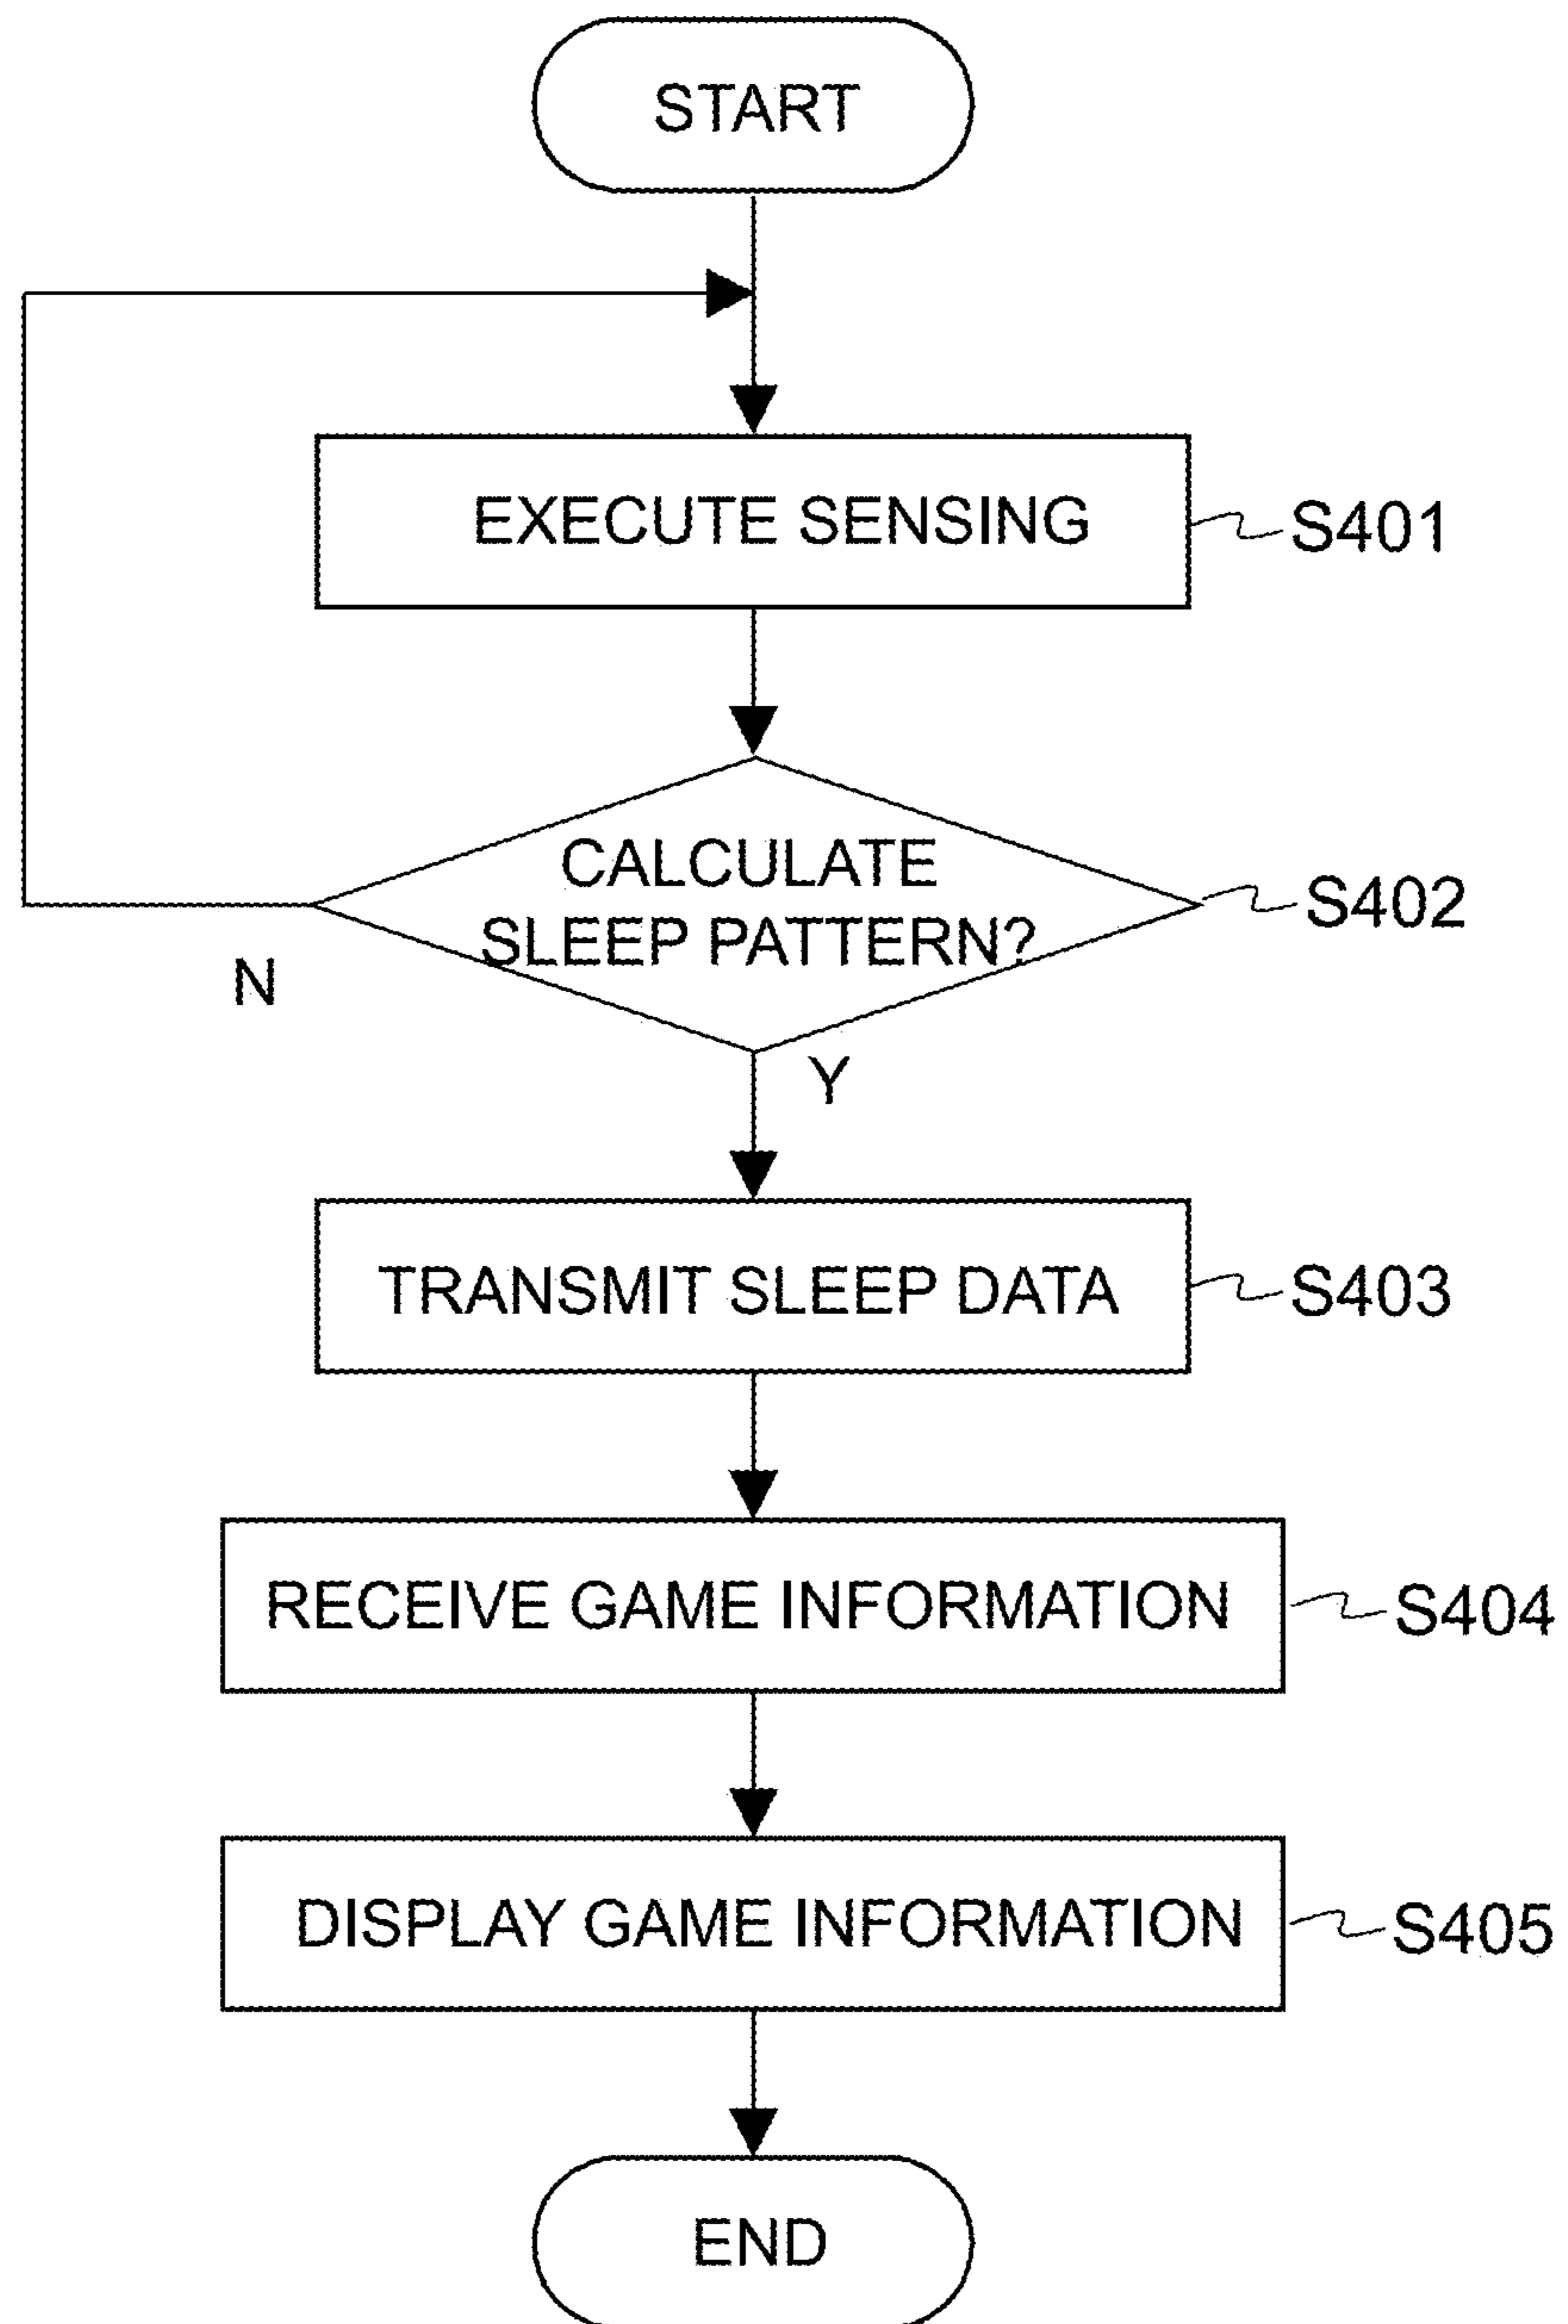 START
EXECUTE SENSING
S401
CALCULATE
SLEEP PATTERN?
S402
N
Y
TRANSMIT SLEEP DATA
S403
RECEIVE GAME INFORMATION
S404
DISPLAY GAME INFORMATION
S405
END